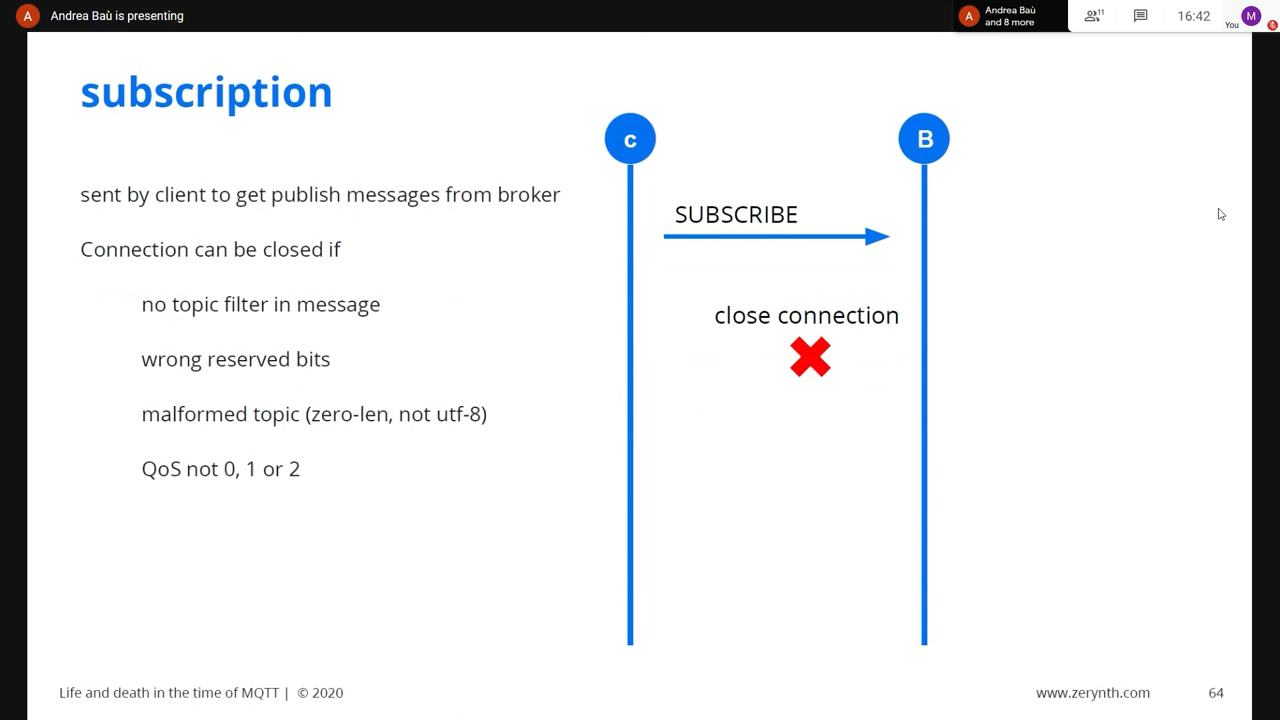 A Andrea Baù is presenting
A Andrea Baù
and 8 more
11
16:42
You
M
subscription
c
B
sent by client to get publish messages from broker
SUBSCRIBE
Connection can be closed if
no topic filter in message
close connection
wrong reserved bits
malformed topic (zero-len, not utf-8)
QoS not 0, 1 or 2
Life and death in the time of MQTT | © 2020
www.zerynth.com
64